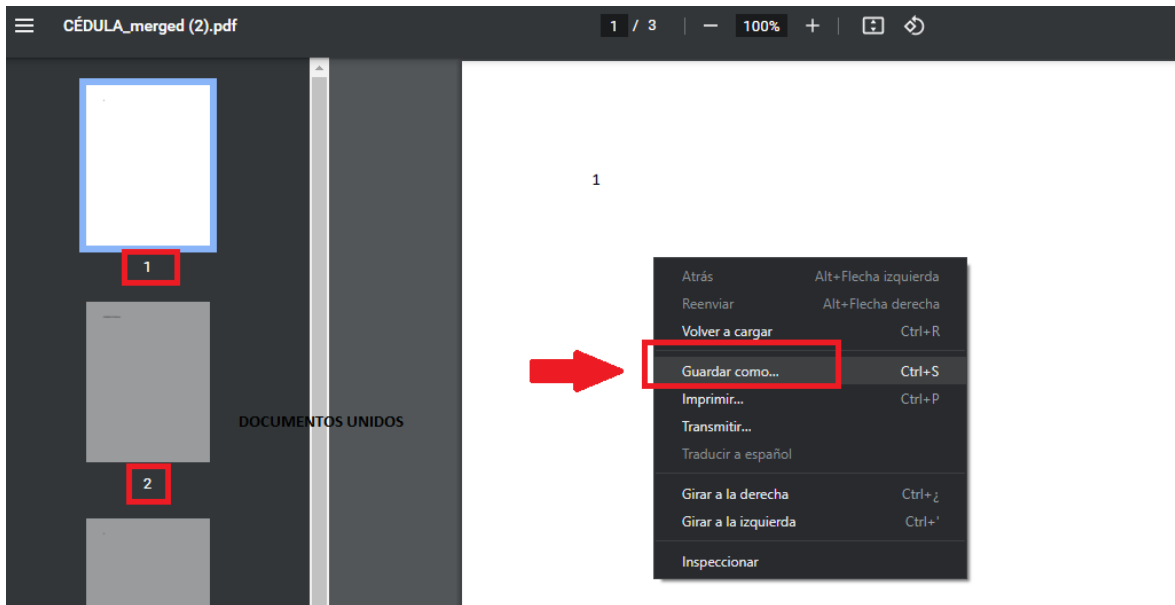 CÉDULA_merged (2).pdf
1 / 3
100%
1
2
DOCUMENTOS UNIDOS
1
Atrás Alt+Flecha izquierda
Reenviar Alt+Flecha derecha
Volver a cargar Ctrl+R
Guardar como... Ctrl+S
Imprimir... Ctrl+P
Transmitir...
Traducir a español
Girar a la derecha Ctrl+¿
Girar a la izquierda Ctrl+'
Inspeccionar